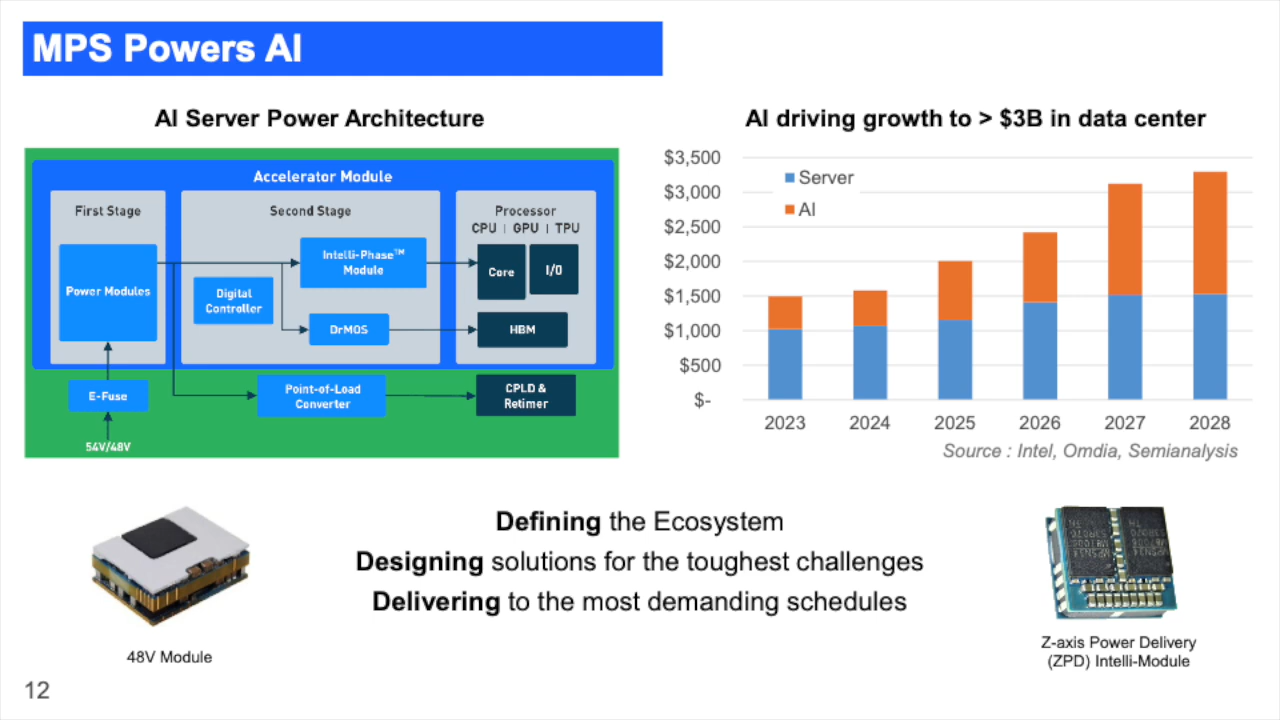 MPS Powers AI
AI Server Power Architecture
Accelerator Module
First Stage
Second Stage
Processor
CPU | GPU | TPU
Power Modules
Intelli-Phase™
Module
Digital
Controller
DrMOS
Core
I/O
HBM
E-Fuse
Point-of-Load
Converter
CPLD &
Retimer
54V/48V
AI driving growth to > $3B in data center
$3,500
$3,000
$2,500
$2,000
$1,500
$1,000
$500
$-
Server
AI
2023 2024 2025 2026 2027 2028
Source : Intel, Omdia, Semianalysis
Defining the Ecosystem
Designing solutions for the toughest challenges
Delivering to the most demanding schedules
48V Module
Z-axis Power Delivery
(ZPD) Intelli-Module
12